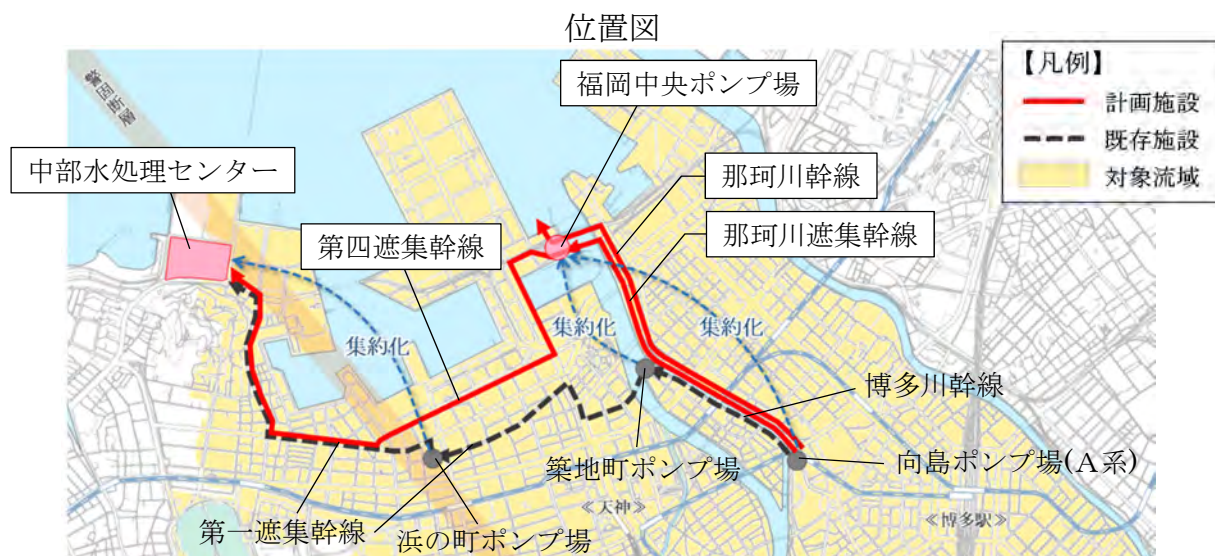 位置図
警固断層
福岡中央ポンプ場
【凡例】
計画施設
既存施設
対象流域
中部水処理センター
那珂川幹線
第四遮集幹線
那珂川遮集幹線
集約化
集約化
集約化
博多川幹線
築地町ポンプ場
向島ポンプ場(A系)
≪天神≫
≪博多駅≫
第一遮集幹線
浜の町ポンプ場